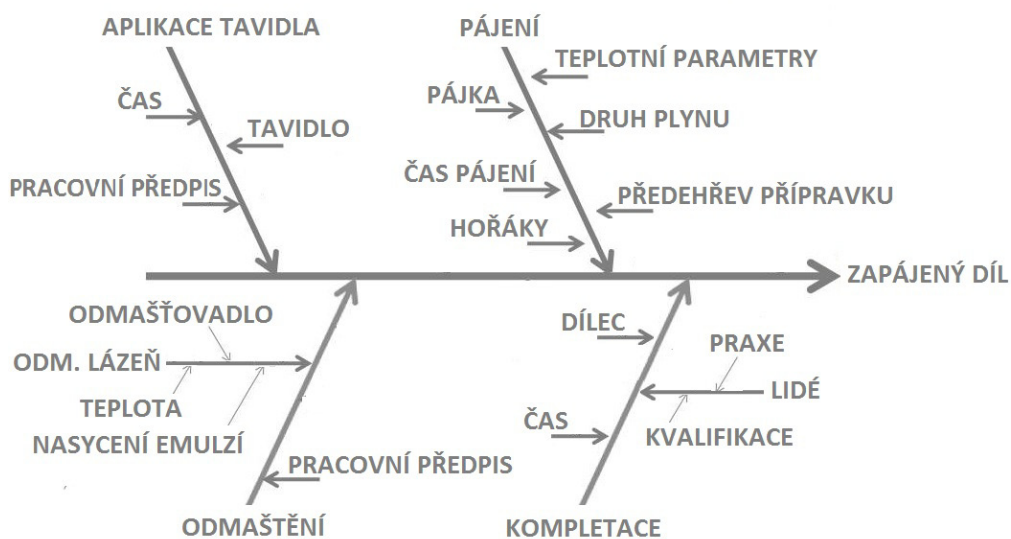 APLIKACE TAVIDLA
ČAS
TAVIDLO
PRACOVNÍ PŘEDPIS
PÁJENÍ
TEPLOTNÍ PARAMETRY
PÁJKA
DRUH PLYNU
ČAS PÁJENÍ
PŘEDEHŘEV PŘÍPRAVKU
HOŘÁKY
ZAPÁJENÝ DÍL
ODMAŠŤOVADLO
ODM. LÁZEŇ
TEPLOTA
NASYCENÍ EMULZÍ
PRACOVNÍ PŘEDPIS
ODMAŠTĚNÍ
DÍLEC
PRAXE
LIDÉ
ČAS
KVALIFIKACE
KOMPLETACE